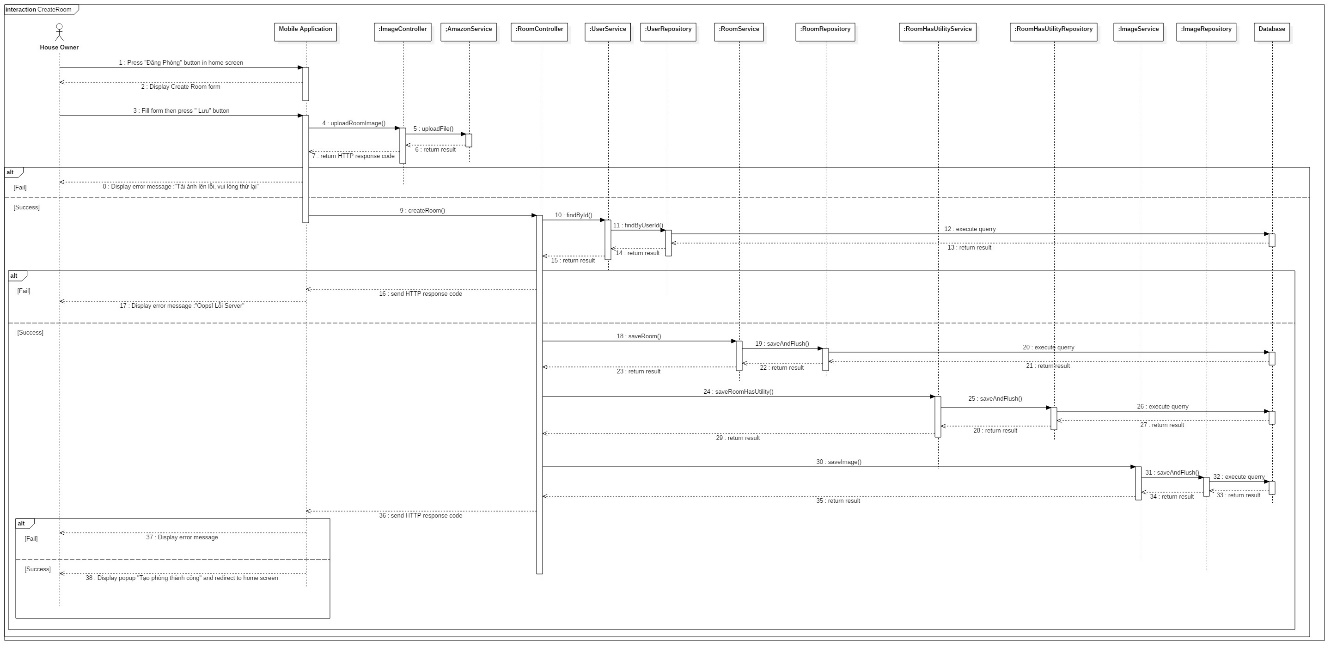 interaction CreateRoom
House Owner
Mobile Application
:ImageController
:AmazonService
:RoomController
:UserService
:UserRepository
:RoomService
:RoomRepository
:RoomHasUtilityService
:RoomHasUtilityRepository
:ImageService
:ImageRepository
Database
1 : Press "Đăng Phòng" button in home screen
2 : Display Create Room form
3 : Fill form then press " Lưu" button
4 : uploadRoomImage()
5 : uploadFile()
6 : return result
7 : return HTTP response code
alt
[Fail]
8 : Display error message :"Tải ảnh lên lỗi, vui lòng thử lại"
[Success]
9 : createRoom()
10 : findById()
11 : findByUserId()
12 : execute querry
13 : return result
14 : return result
15 : return result
alt
[Fail]
16 : send HTTP response code
17 : Display error message :"Oops! Lỗi Server"
[Success]
18 : saveRoom()
19 : saveAndFlush()
20 : execute querry
21 : return result
22 : return result
23 : return result
24 : saveRoomHasUtility()
25 : saveAndFlush()
26 : execute querry
27 : return result
28 : return result
29 : return result
30 : saveImage()
31 : saveAndFlush()
32 : execute querry
33 : return result
34 : return result
35 : return result
36 : send HTTP response code
alt
[Fail]
37 : Display error message
[Success]
38 : Display popup "Tạo phòng thành công" and redirect to home screen